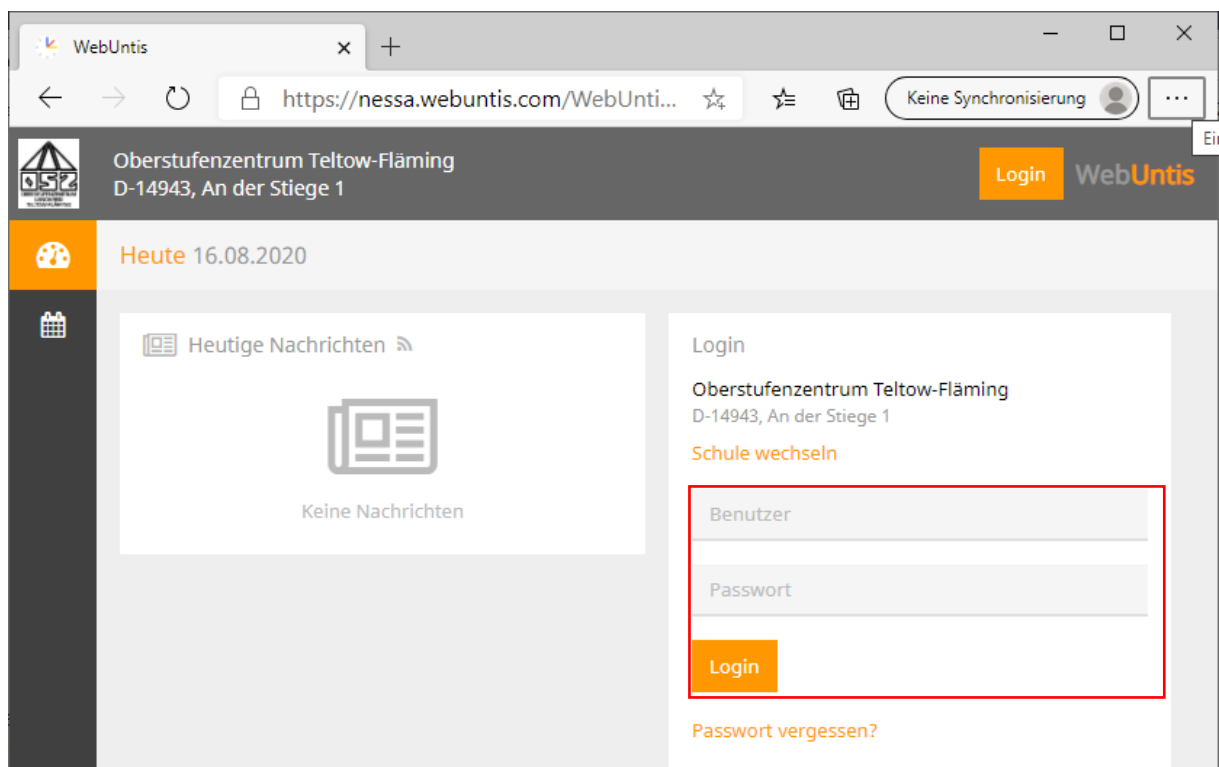 WebUntis
https://nessa.webuntis.com/WebUnti...
Keine Synchronisierung
Oberstufenzentrum Teltow-Fläming
D-14943, An der Stiege 1
Login
WebUntis
OSZ
Heute 16.08.2020
Heutige Nachrichten
Keine Nachrichten
Login
Oberstufenzentrum Teltow-Fläming
D-14943, An der Stiege 1
Schule wechseln
Benutzer
Passwort
Login
Passwort vergessen?